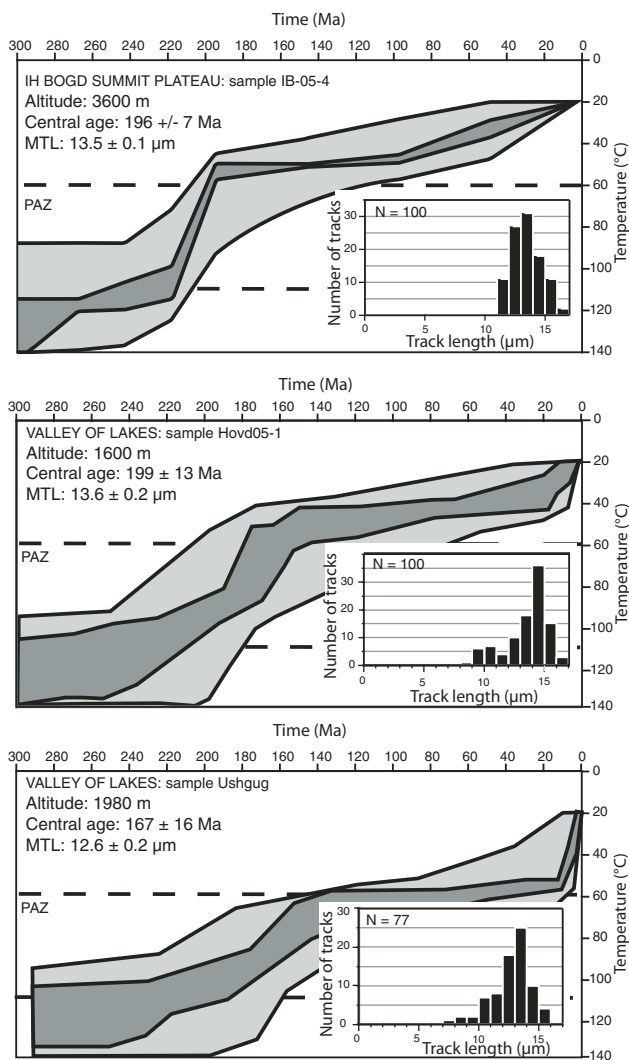 Time (Ma)
300 280 260 240 220 200 180 160 140 120 100 80 60 40 20 0
IH BOGD SUMMIT PLATEAU: sample IB-05-4
Altitude: 3600 m
Central age: 196 +/- 7 Ma
MTL: 13.5 ± 0.1 µm
PAZ
0
20
40
60
80
100
120
140
Temperature (°C)
N = 100
Number of tracks
30
20
10
0
0 5 10 15
Track length (µm)
Time (Ma)
300 280 260 240 220 200 180 160 140 120 100 80 60 40 20 0
VALLEY OF LAKES: sample Hovd05-1
Altitude: 1600 m
Central age: 199 ± 13 Ma
MTL: 13.6 ± 0.2 µm
PAZ
0
20
40
60
80
100
120
140
Temperature (°C)
N = 100
Number of tracks
30
20
10
0
0 5 10 15
Track length (µm)
Time (Ma)
300 280 260 240 220 200 180 160 140 120 100 80 60 40 20 0
VALLEY OF LAKES: sample Ushgug
Altitude: 1980 m
Central age: 167 ± 16 Ma
MTL: 12.6 ± 0.2 µm
PAZ
0
20
40
60
80
100
120
140
Temperature (°C)
N = 77
Number of tracks
30
20
10
0
0 5 10 15
Track length (µm)